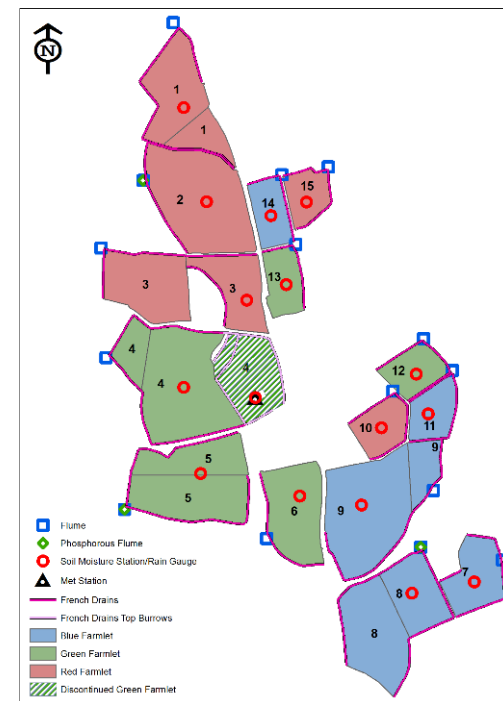 N
1
1
2
14
15
3
3
13
4
4
4
12
10
11
9
5
5
6
9
8
7
8
Flume
Phosphorous Flume
Soil Moisture Station/Rain Gauge
Met Station
French Drains
French Drains Top Burrows
Blue Farmlet
Green Farmlet
Red Farmlet
Discontinued Green Farmlet